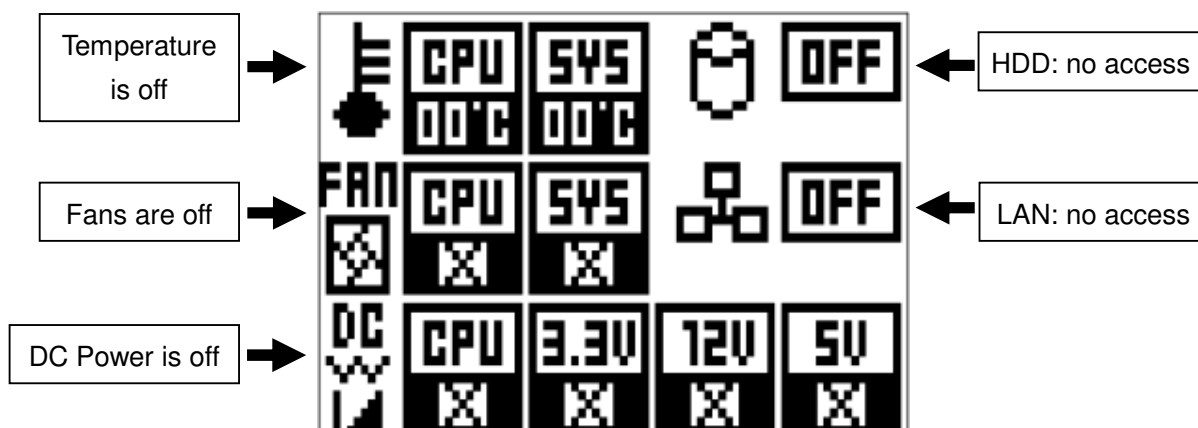 Temperature
is off
CPU SYS OFF
HDD: no access
00°C 00°C
FAN
Fans are off
CPU SYS OFF
LAN: no access
X X
DC
DC Power is off
CPU 3.3V 12V 5V
X X X X